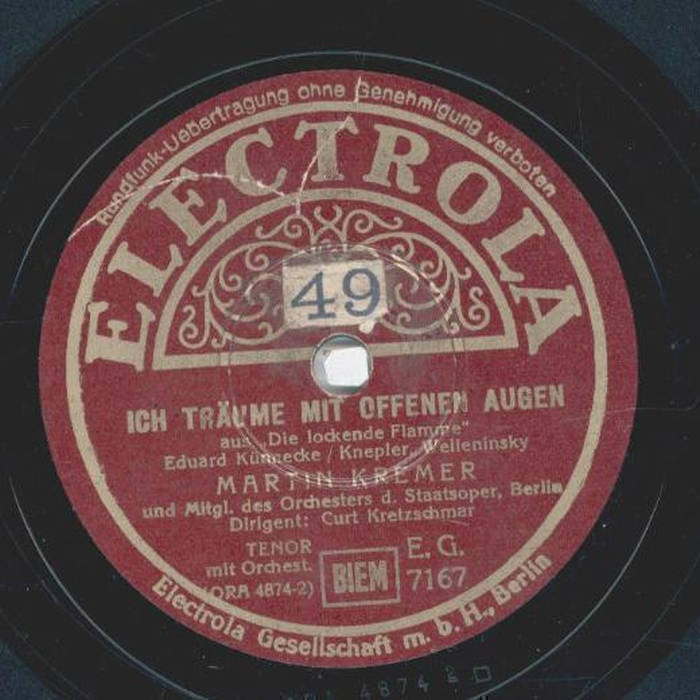 Rundfunk-Uebertragung ohne Genehmigung verboten
ELECTROLA
49
ICH TRÄUME MIT OFFENEN AUGEN
aus „Die lockende Flamme"
Eduard Künnecke / Knepler, Welleninsky
MARTIN KREMER
und Mitgl. des Orchesters d. Staatsoper, Berlin
Dirigent: Curt Kretzschmar
TENOR
mit Orchest.
(ORA 4874-2)
BIEM
E. G.
7167
Electrola Gesellschaft m. b. H., Berlin
4874 2